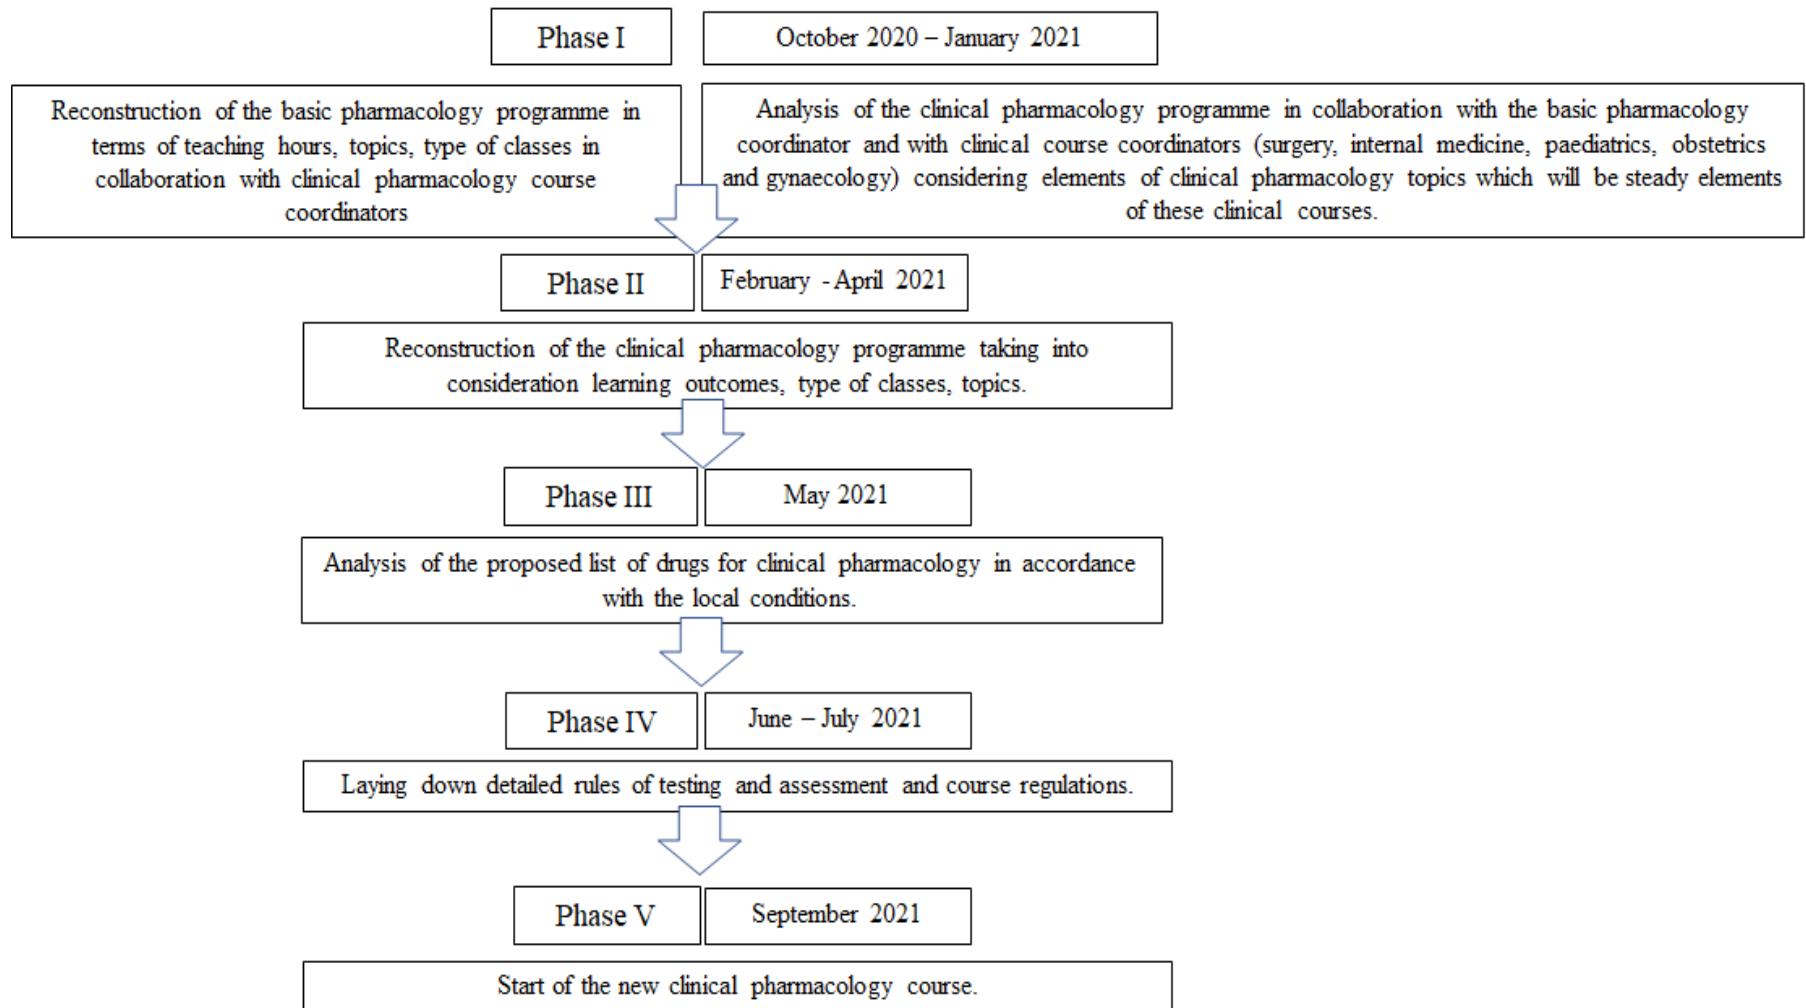 Phase I
October 2020 – January 2021
Reconstruction of the basic pharmacology programme in
terms of teaching hours, topics, type of classes in
collaboration with clinical pharmacology course
coordinators
Analysis of the clinical pharmacology programme in collaboration with the basic pharmacology
coordinator and with clinical course coordinators (surgery, internal medicine, paediatrics, obstetrics
and gynaecology) considering elements of clinical pharmacology topics which will be steady elements
of these clinical courses.
Phase II
February - April 2021
Reconstruction of the clinical pharmacology programme taking into
consideration learning outcomes, type of classes, topics.
Phase III
May 2021
Analysis of the proposed list of drugs for clinical pharmacology in accordance
with the local conditions.
Phase IV
June – July 2021
Laying down detailed rules of testing and assessment and course regulations.
Phase V
September 2021
Start of the new clinical pharmacology course.